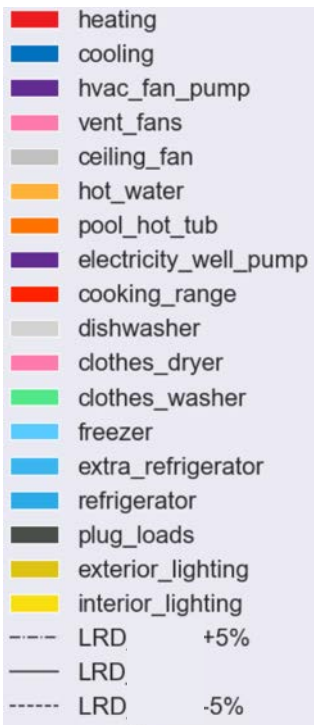 heating
cooling
hvac_fan_pump
vent_fans
ceiling_fan
hot_water
pool_hot_tub
electricity_well_pump
cooking_range
dishwasher
clothes_dryer
clothes_washer
freezer
extra_refrigerator
refrigerator
plug_loads
exterior_lighting
interior_lighting
LRD +5%
LRD
LRD -5%